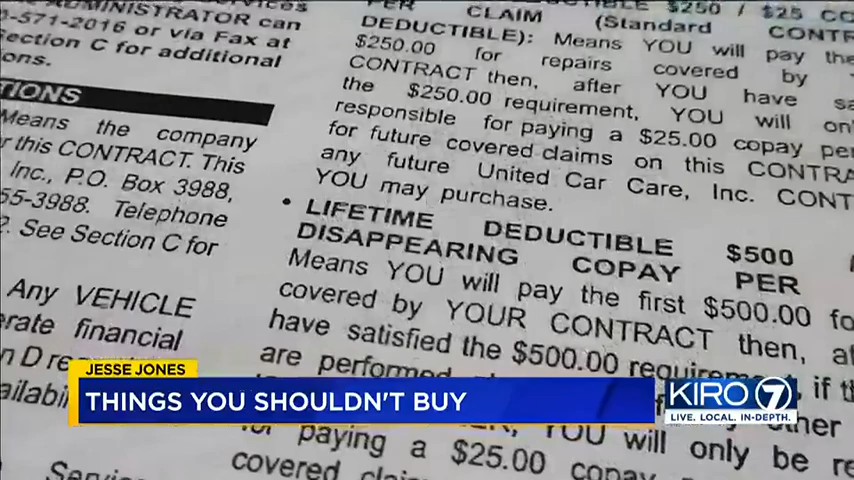 ADMINISTRATOR can
-571-2016 or via Fax at
Section C for additional
ions.
TIONS
Means the company
r this CONTRACT. This
Inc., P.O. Box 3988,
55-3988. Telephone
?. See Section C for
Any VEHICLE
erate financial
n D
PER CLAIM (Standard
DEDUCTIBLE): Means YOU will pay the
$250.00 for repairs covered by
CONTRACT then, after YOU have
the $250.00 requirement, YOU will
responsible for paying a $25.00 copay
for future covered claims on this
any future United Car Care, Inc.
YOU may purchase.
• LIFETIME DEDUCTIBLE $500
DISAPPEARING COPAY PER
Means YOU will pay the first $500.00
covered by YOUR CONTRACT then,
have satisfied the $500.00 requirement, if
are performed
YOU will only be
for paying a $25.00 copay
covered
JESSE JONES
THINGS YOU SHOULDN'T BUY
KIRO 7
LIVE. LOCAL. IN-DEPTH.